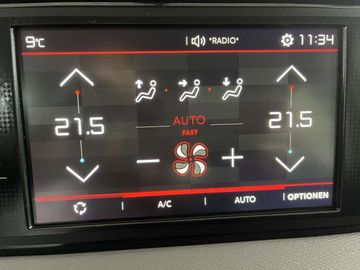 9°C *RADIO* 11:34
21.5 21.5
AUTO
FAST
A/C AUTO OPTIONEN